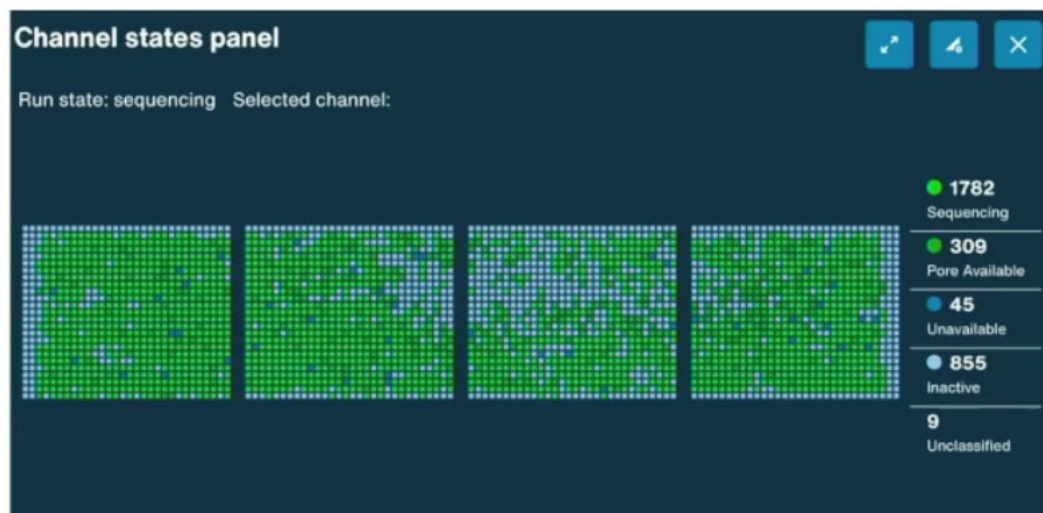 Channel states panel
Run state: sequencing Selected channel:
1782
Sequencing
309
Pore Available
45
Unavailable
855
Inactive
9
Unclassified